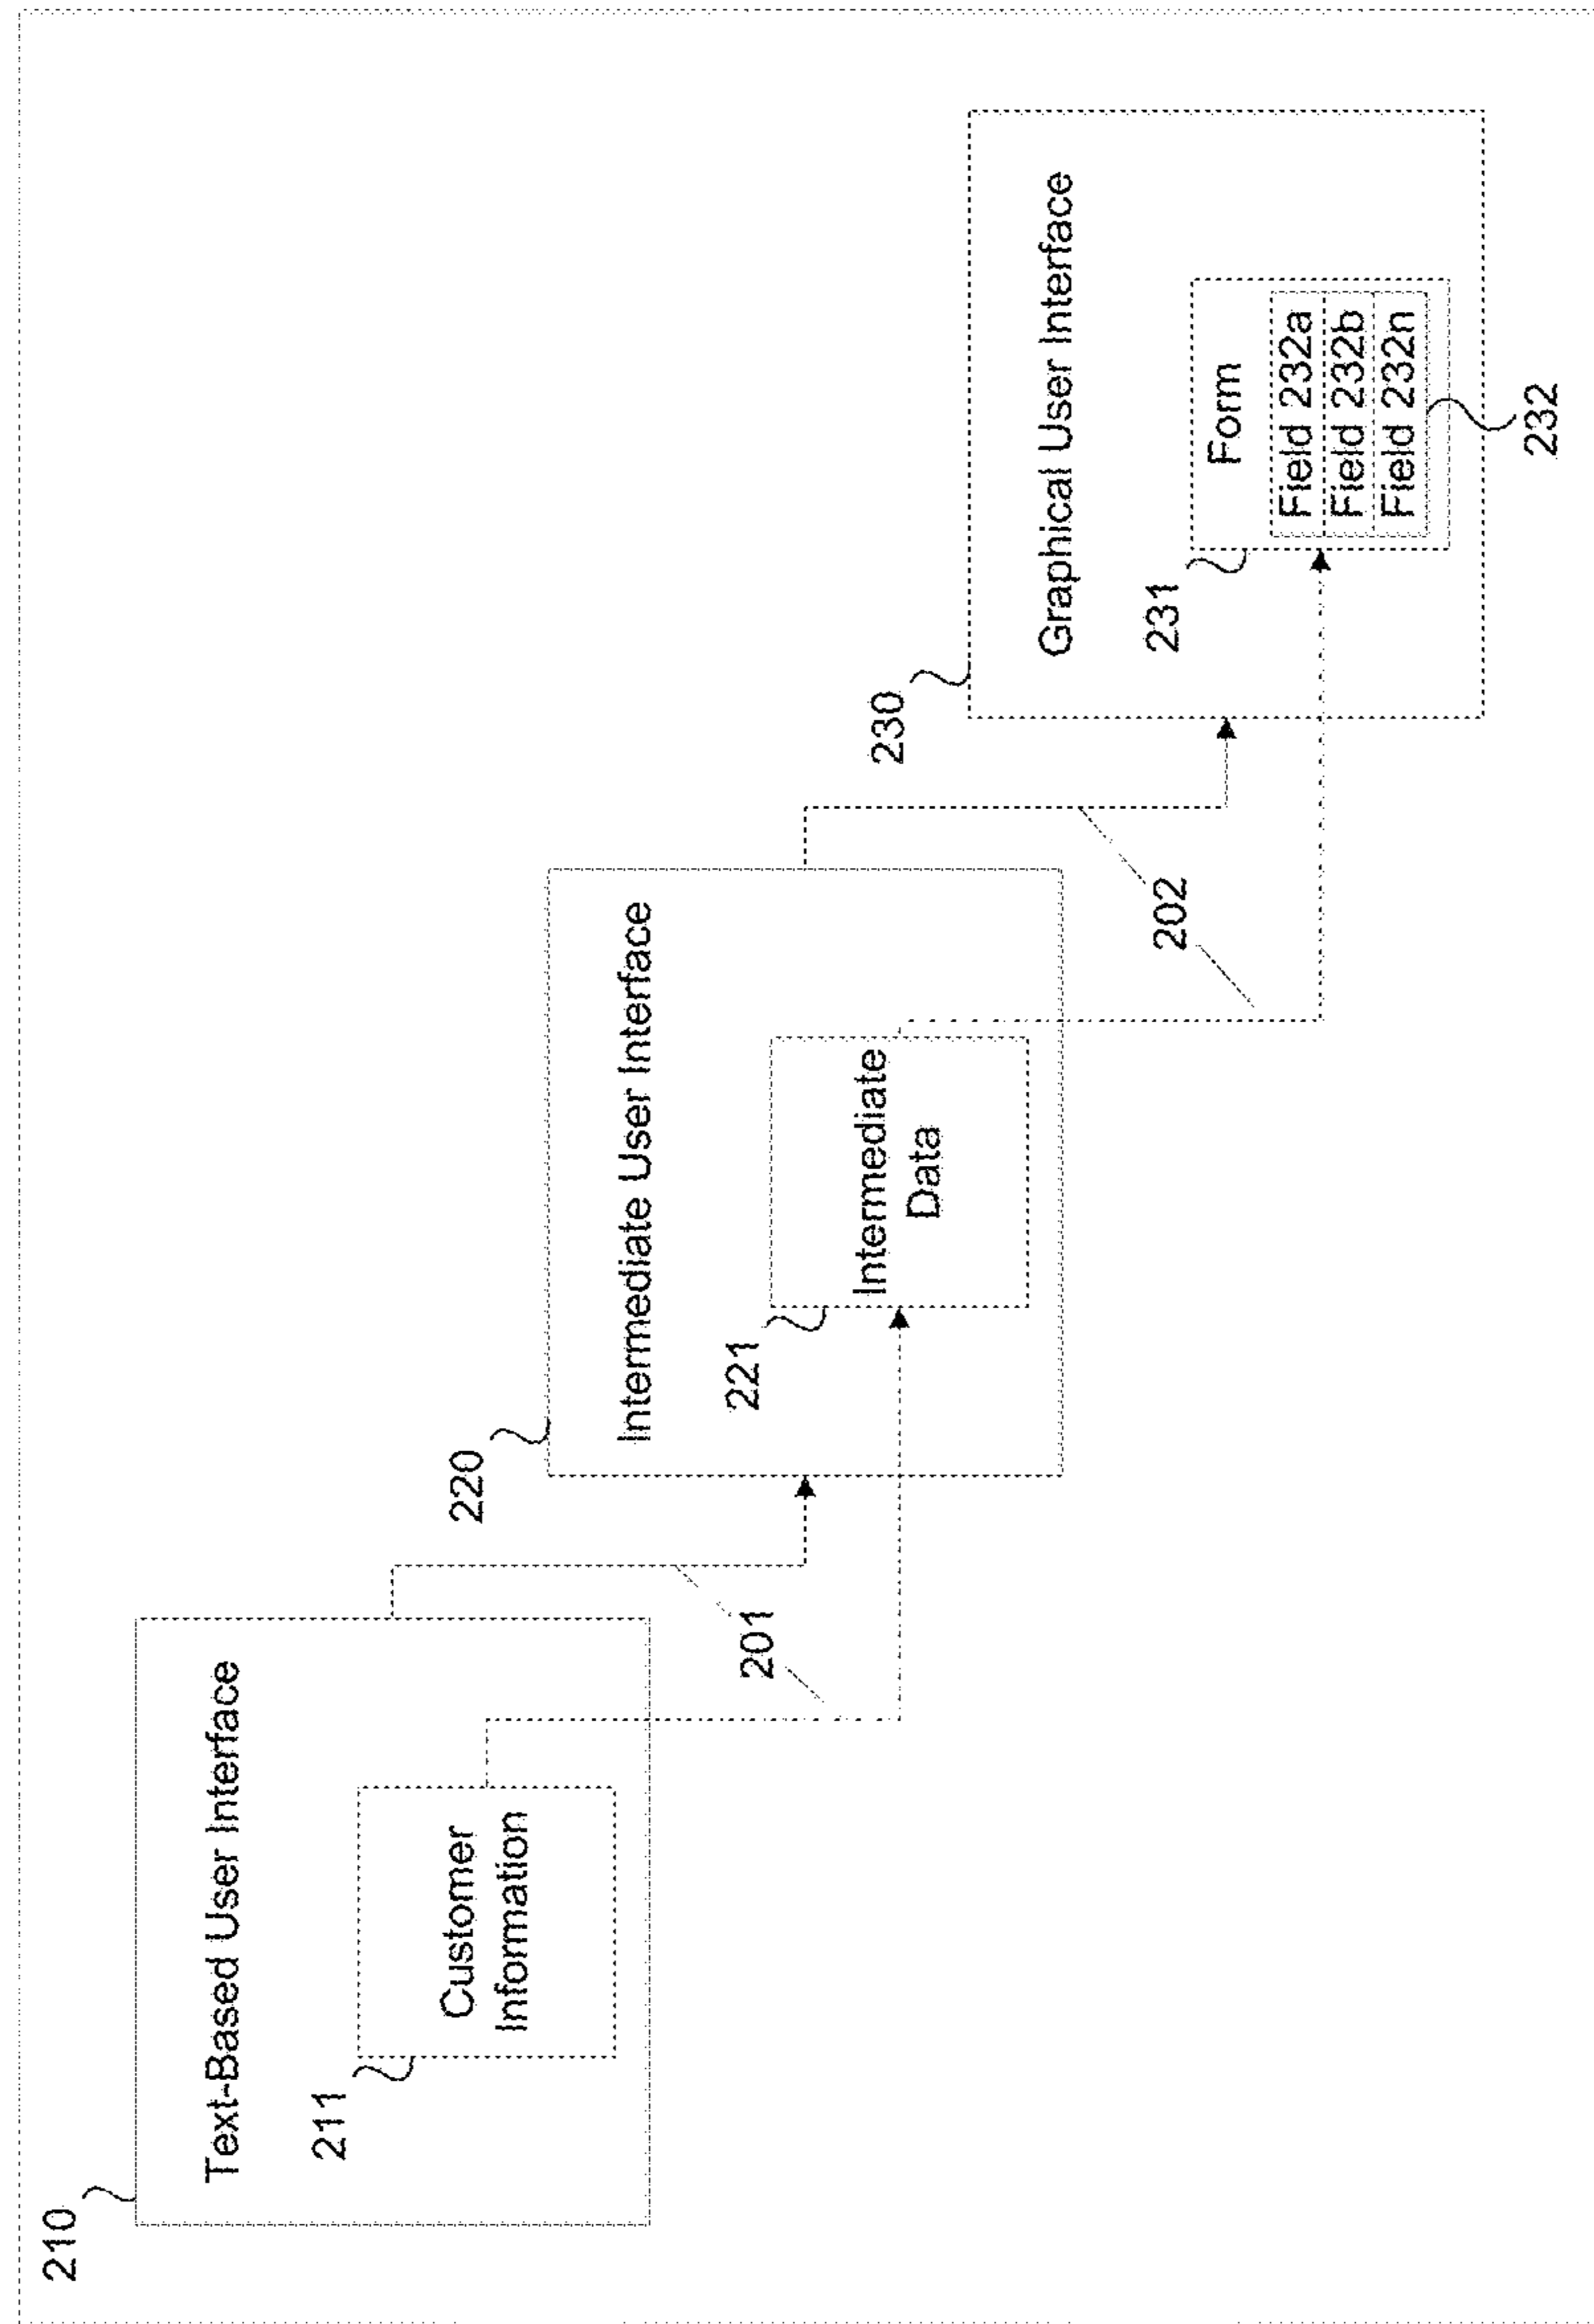 210
Text-Based User Interface
211
Customer
Information
201
220
Intermediate User Interface
221
Intermediate
Data
202
230
Graphical User Interface
231
Form
Field 232a
Field 232b
Field 232n
232